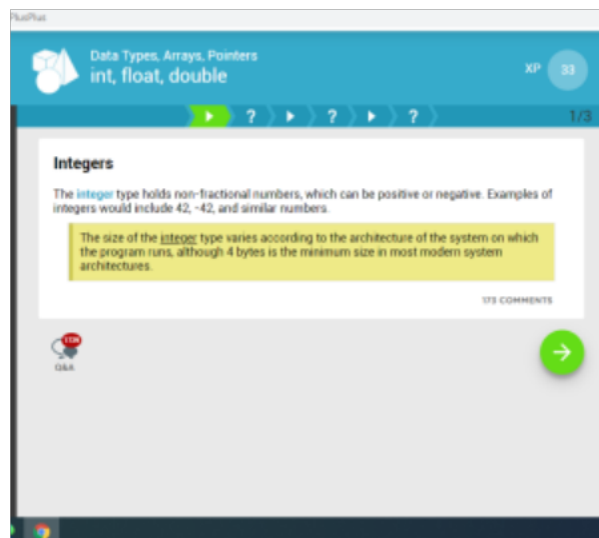 PlusPlus
Data Types, Arrays, Pointers
int, float, double
XP 33
? ? ?
1/3
Integers
The integer type holds non-fractional numbers, which can be positive or negative. Examples of
integers would include 42, -42, and similar numbers.
The size of the integer type varies according to the architecture of the system on which
the program runs, although 4 bytes is the minimum size in most modern system
architectures.
173 COMMENTS
Q&A